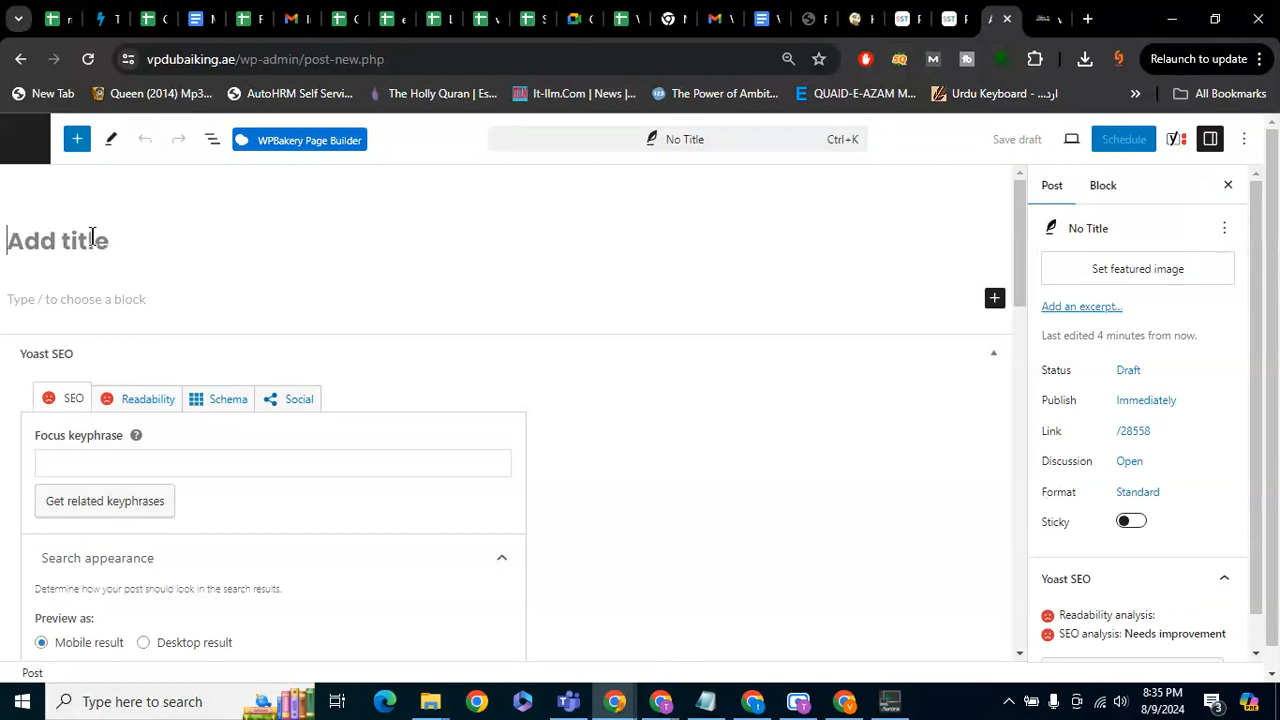 vipdubaiking.ae/wp-admin/post-new.php
Relaunch to update
New Tab
Queen (2014) Mp3...
AutoHRM Self Servi...
The Holly Quran | Es...
It-Ilm.Com | News |...
The Power of Ambit...
QUAID-E-AZAM M...
Urdu Keyboard - ارد...
»
All Bookmarks
WPBakery Page Builder
No Title
Ctrl+K
Save draft
Schedule
Post
Block
Add title
No Title
Set featured image
Type / to choose a block
Add an excerpt...
Last edited 4 minutes from now.
Yoast SEO
Status Draft
SEO
Readability
Schema
Social
Publish Immediately
Focus keyphrase
Link /28558
Discussion Open
Get related keyphrases
Format Standard
Sticky
Search appearance
Yoast SEO
Determine how your post should look in the search results.
Preview as:
Readability analysis:
Mobile result
Desktop result
SEO analysis: Needs improvement
Post
Type here to search
8:35 PM
8/9/2024
3